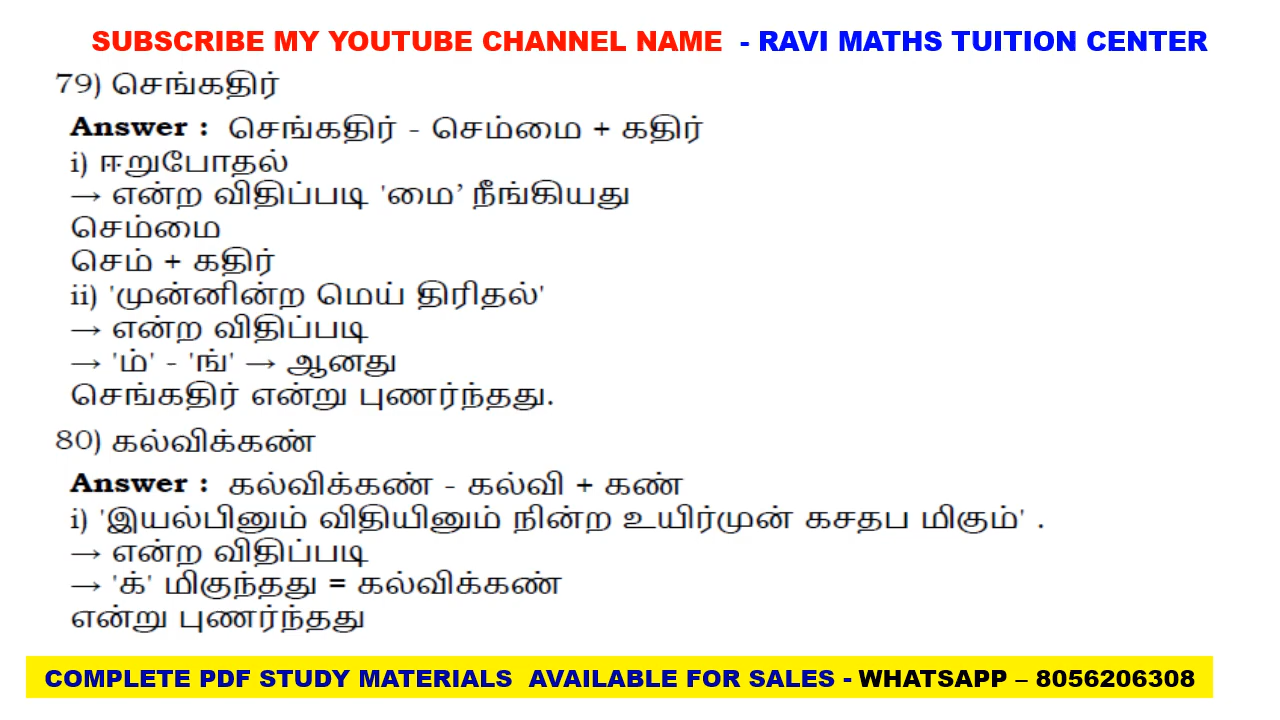 SUBSCRIBE MY YOUTUBE CHANNEL NAME - RAVI MATHS TUITION CENTER
79) செங்கதிர்
Answer : செங்கதிர் - செம்மை + கதிர்
i) ஈறுபோதல்
→ என்ற விதிப்படி 'மை’ நீங்கியது
செம்மை
செம் + கதிர்
ii) 'முன்னின்ற மெய் திரிதல்'
→ என்ற விதிப்படி
→ 'ம்' - 'ங்' → ஆனது
செங்கதிர் என்று புணர்ந்தது.
80) கல்விக்கண்
Answer : கல்விக்கண் - கல்வி + கண்
i) 'இயல்பினும் விதியினும் நின்ற உயிர்முன் கசதப மிகும்' .
→ என்ற விதிப்படி
→ 'க்' மிகுந்தது = கல்விக்கண்
என்று புணர்ந்தது
COMPLETE PDF STUDY MATERIALS AVAILABLE FOR SALES - WHATSAPP – 8056206308